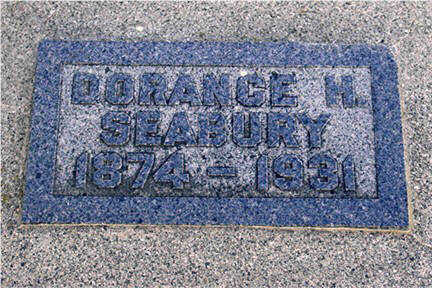 DORANCE H.
SEABURY
1874 - 1931